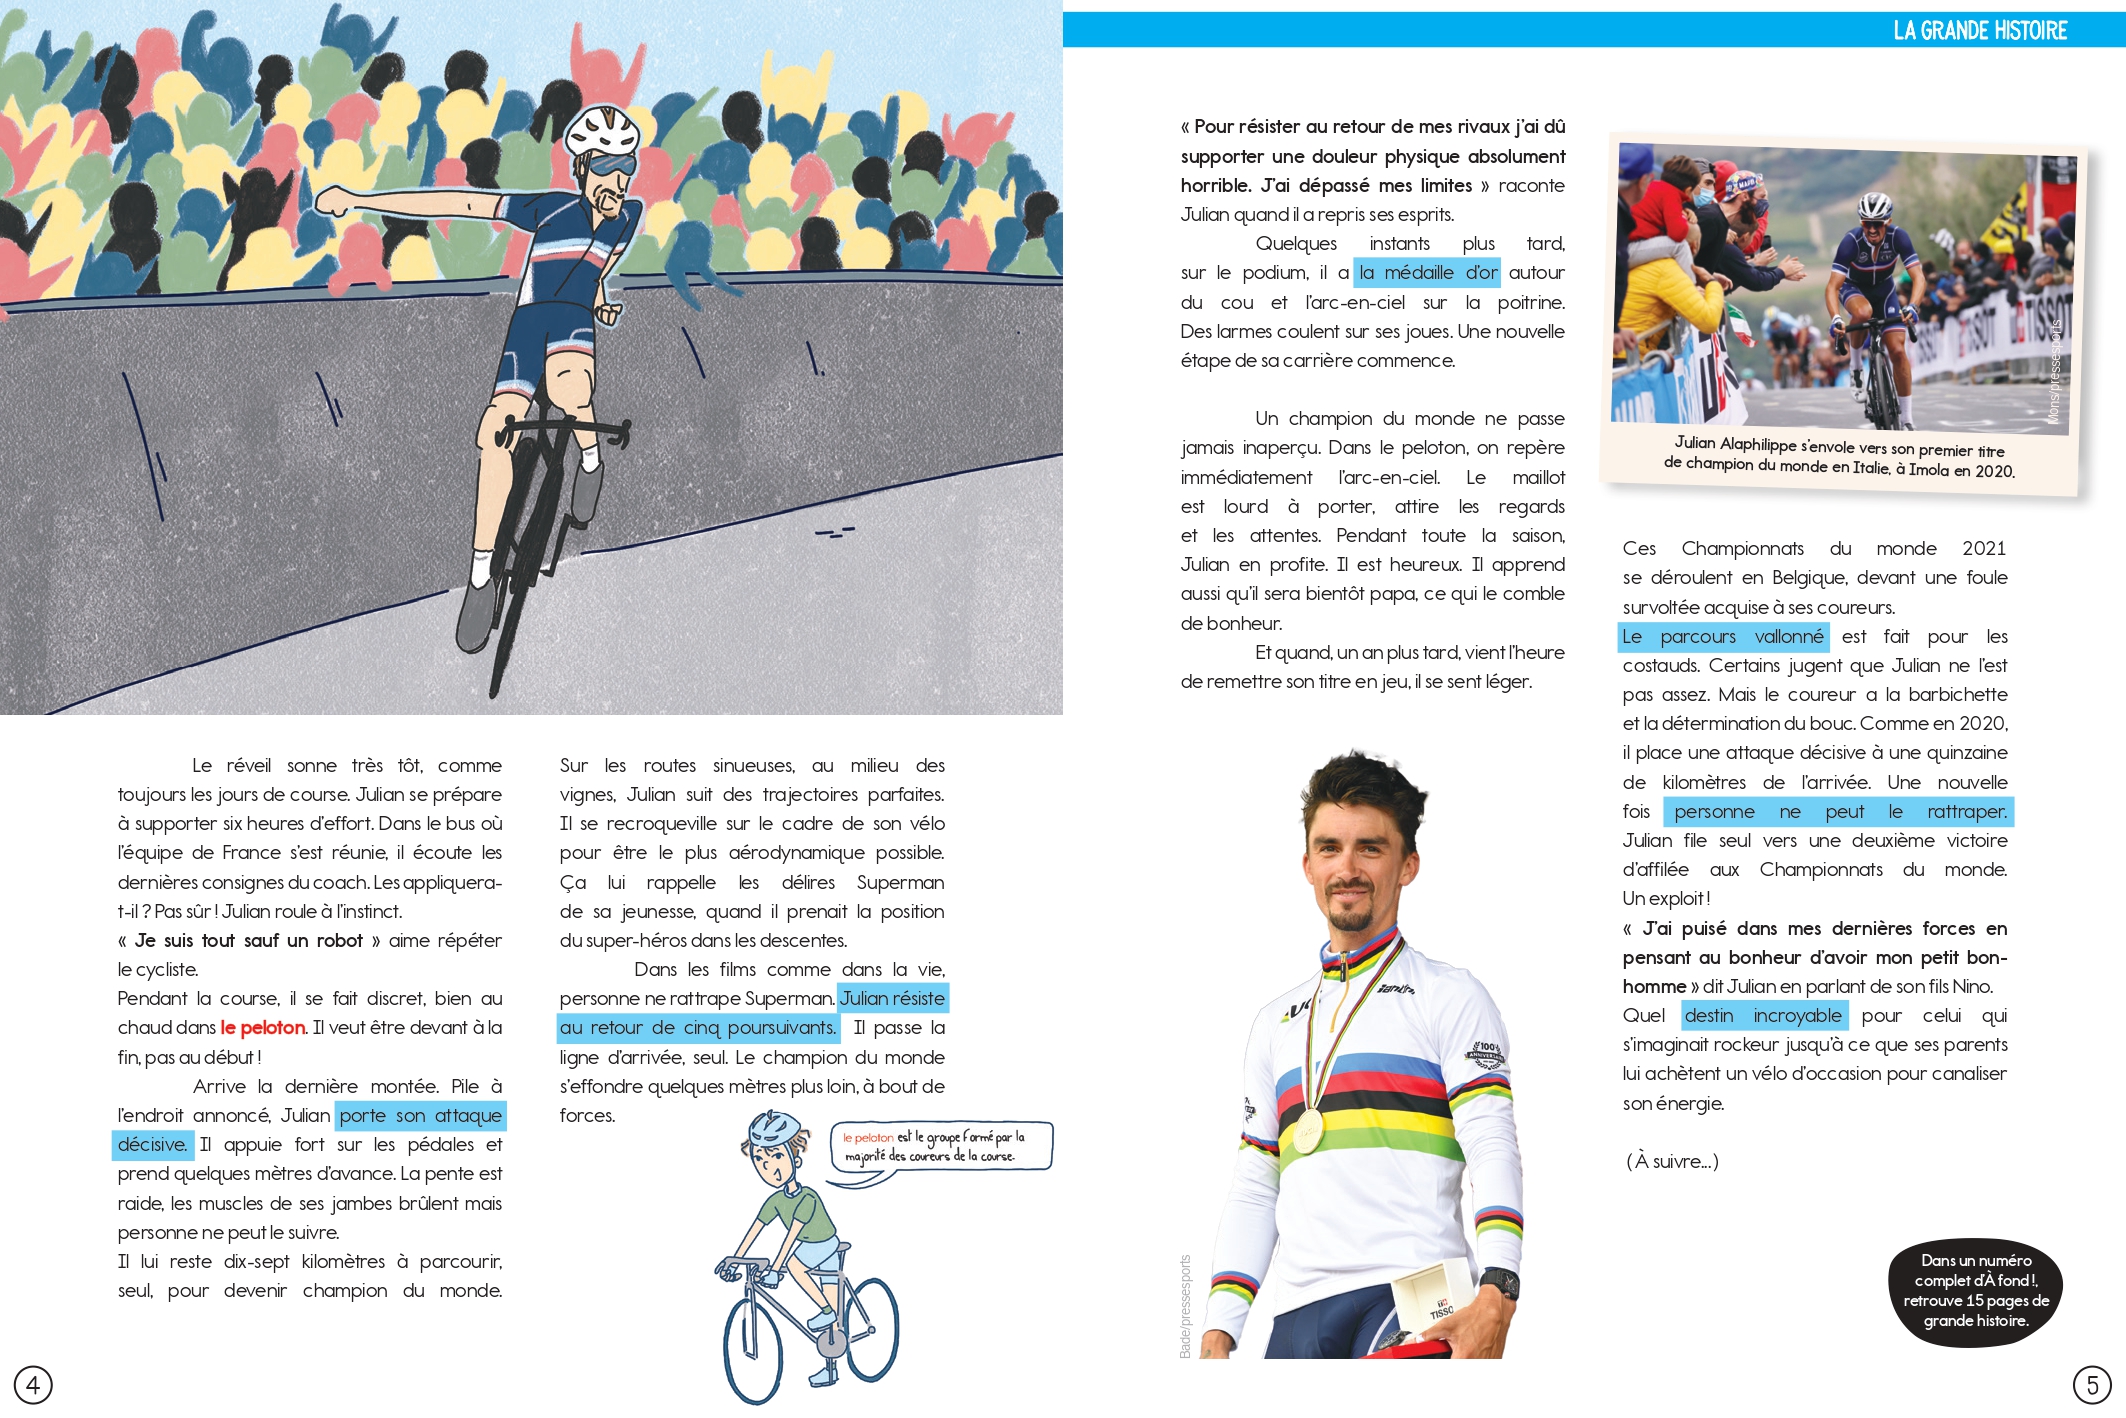 LA GRANDE HISTOIRE
Le réveil sonne très tôt, comme
toujours les jours de course. Julian se prépare
à supporter six heures d'effort. Dans le bus où
l'équipe de France s'est réunie, il écoute les
dernières consignes du coach. Les appliquera-
t-il ? Pas sûr ! Julian roule à l'instinct.
« Je suis tout sauf un robot » aime répéter
le cycliste.
Pendant la course, il se fait discret, bien au
chaud dans le peloton. Il veut être devant à la
fin, pas au début !
Arrive la dernière montée. Pile à
l'endroit annoncé, Julian porte son attaque
décisive. Il appuie fort sur les pédales et
prend quelques mètres d'avance. La pente est
raide, les muscles de ses jambes brûlent mais
personne ne peut le suivre.
Il lui reste dix-sept kilomètres à parcourir,
seul, pour devenir champion du monde.
Sur les routes sinueuses, au milieu des
vignes, Julian suit des trajectoires parfaites.
Il se recroqueville sur le cadre de son vélo
pour être le plus aérodynamique possible.
Ça lui rappelle les délires Superman
de sa jeunesse, quand il prenait la position
du super-héros dans les descentes.
Dans les films comme dans la vie,
personne ne rattrape Superman. Julian résiste
au retour de cinq poursuivants. Il passe la
ligne d'arrivée, seul. Le champion du monde
s'effondre quelques mètres plus loin, à bout de
forces.
le peloton est le groupe formé par la
majorité des coureurs de la course.
4
« Pour résister au retour de mes rivaux j'ai dû
supporter une douleur physique absolument
horrible. J'ai dépassé mes limites » raconte
Julian quand il a repris ses esprits.
Quelques instants plus tard,
sur le podium, il a la médaille d'or autour
du cou et l'arc-en-ciel sur la poitrine.
Des larmes coulent sur ses joues. Une nouvelle
étape de sa carrière commence.
Un champion du monde ne passe
jamais inaperçu. Dans le peloton, on repère
immédiatement l'arc-en-ciel. Le maillot
est lourd à porter, attire les regards
et les attentes. Pendant toute la saison,
Julian en profite. Il est heureux. Il apprend
aussi qu'il sera bientôt papa, ce qui le comble
de bonheur.
Et quand, un an plus tard, vient l'heure
de remettre son titre en jeu, il se sent léger.
100
ANNIVERSARY
TISSO
Bade/pressesports
TISSOT
TISSOT
Mons/pressesports
Julian Alaphilippe s'envole vers son premier titre
de champion du monde en Italie, à Imola en 2020.
Ces Championnats du monde 2021
se déroulent en Belgique, devant une foule
survoltée acquise à ses coureurs.
Le parcours vallonné est fait pour les
costauds. Certains jugent que Julian ne l'est
pas assez. Mais le coureur a la barbichette
et la détermination du bouc. Comme en 2020,
il place une attaque décisive à une quinzaine
de kilomètres de l'arrivée. Une nouvelle
fois personne ne peut le rattraper.
Julian file seul vers une deuxième victoire
d'affilée aux Championnats du monde.
Un exploit !
« J'ai puisé dans mes dernières forces en
pensant au bonheur d'avoir mon petit bon-
homme » dit Julian en parlant de son fils Nino.
Quel destin incroyable pour celui qui
s'imaginait rockeur jusqu'à ce que ses parents
lui achètent un vélo d'occasion pour canaliser
son énergie.
(À suivre...)
Dans un numéro
complet d'À fond !,
retrouve 15 pages de
grande histoire.
5